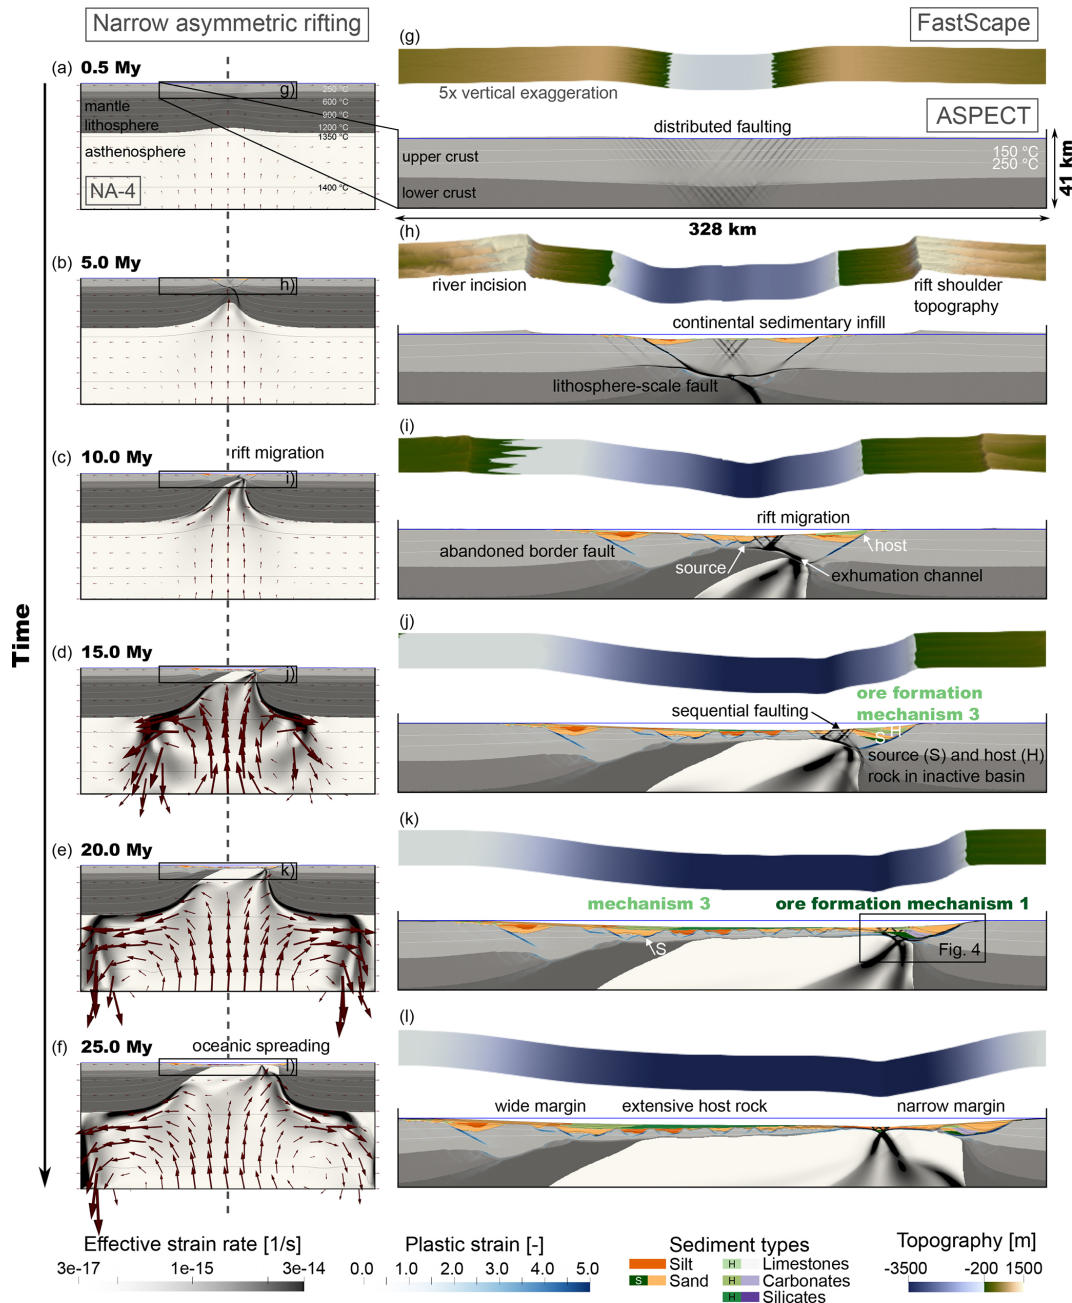 Narrow asymmetric rifting
FastScape
(a) 0.5 My
g)
mantle
lithosphere
asthenosphere
NA-4
250 °C
600 °C
900 °C
1200 °C
1350 °C
1400 °C
(g)
5x vertical exaggeration
ASPECT
distributed faulting
upper crust
lower crust
150 °C
250 °C
41 km
328 km
(b) 5.0 My
h)
(h)
river incision
rift shoulder
topography
continental sedimentary infill
lithosphere-scale fault
(c) 10.0 My
rift migration
i)
(i)
rift migration
abandoned border fault
source
host
exhumation channel
Time
(d) 15.0 My
j)
(j)
ore formation
mechanism 3
sequential faulting
S
H
source (S) and host (H)
rock in inactive basin
(e) 20.0 My
k)
(k)
mechanism 3
ore formation mechanism 1
S
Fig. 4
(f) 25.0 My
oceanic spreading
l)
(l)
wide margin
extensive host rock
narrow margin
Effective strain rate [1/s]
3e-17 1e-15 3e-14
Plastic strain [-]
0.0 1.0 2.0 3.0 4.0 5.0
Sediment types
Silt
S Sand
H Limestones
H Carbonates
H Silicates
Topography [m]
-3500 -200 1500